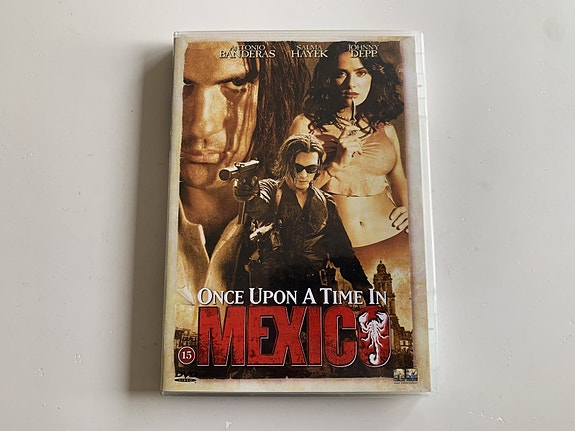 ANTONIO BANDERAS
SALMA HAYEK
JOHNNY DEPP
ONCE UPON A TIME IN
MEXICO
15